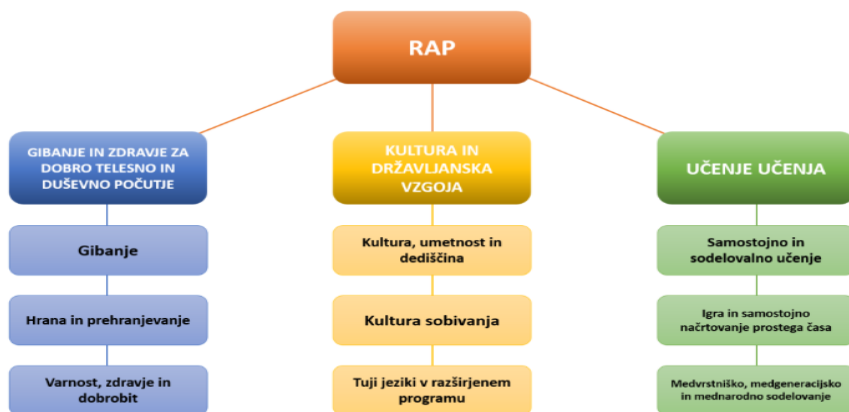 RAP
GIBANJE IN ZDRAVJE ZA
DOBRO TELESNO IN
DUŠEVNO POČUTJE
Gibanje
Hrana in prehranjevanje
Varnost, zdravje in
dobrobit
KULTURA IN
DRŽAVLJANSKA
VZGOJA
Kultura, umetnost in
dediščina
Kultura sobivanja
Tuji jeziki v razširjenem
programu
UČENJE UČENJA
Samostojno in
sodelovalno učenje
Igra in samostojno
načrtovanje prostega časa
Medvrstniško, medgeneracijsko
in mednarodno sodelovanje